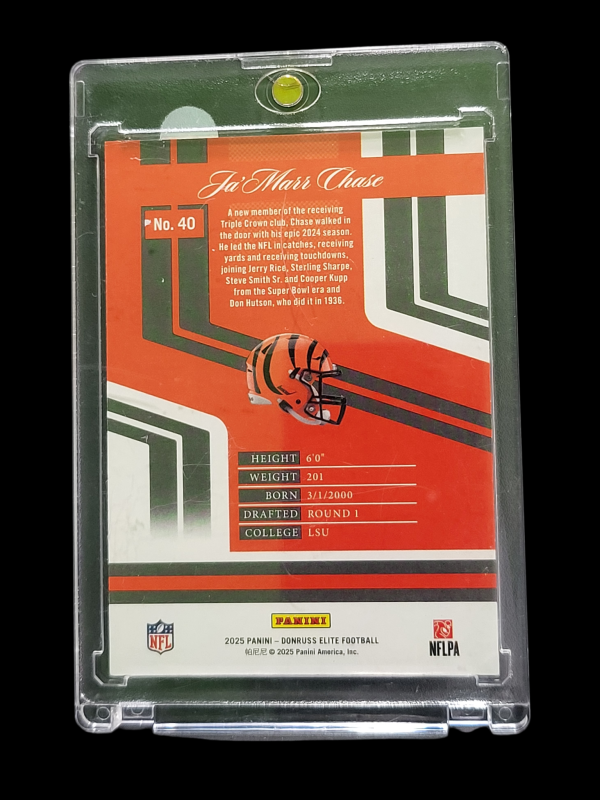 Ja'Marr Chase
No. 40
A new member of the receiving
Triple Crown club, Chase walked in
the door with his epic 2024 season.
He led the NFL in catches, receiving
yards and receiving touchdowns,
joining Jerry Rice, Sterling Sharpe,
Steve Smith Sr. and Cooper Kupp
from the Super Bowl era and
Don Hutson, who did it in 1936.
HEIGHT 6'0"
WEIGHT 201
BORN 3/1/2000
DRAFTED ROUND 1
COLLEGE LSU
PANINI
NFL
2025 PANINI – DONRUSS ELITE FOOTBALL
帕尼尼 © 2025 Panini America, Inc.
NFLPA